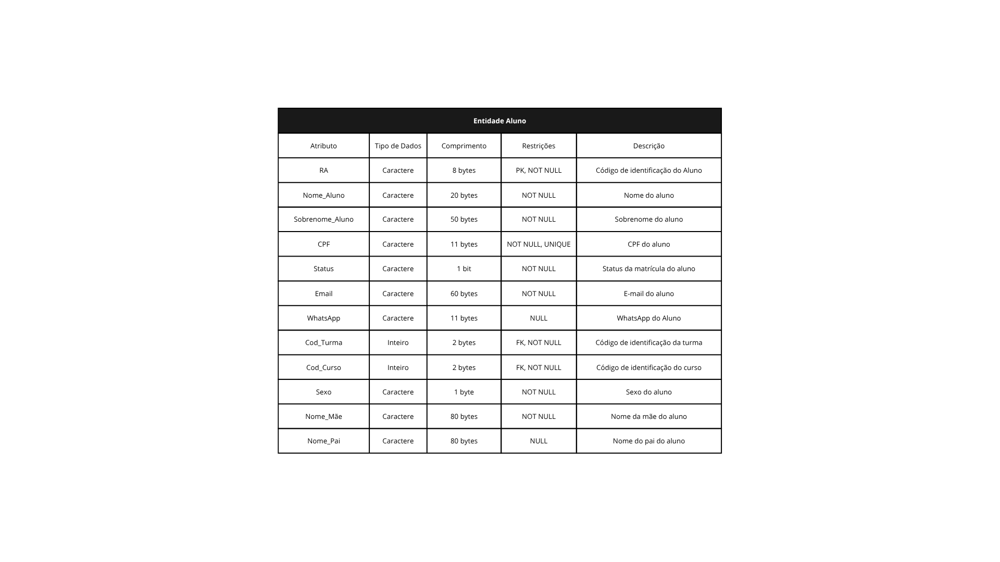 Entidade Aluno
Atributo Tipo de Dados Comprimento Restrições Descrição
RA Caractere 8 bytes PK, NOT NULL Código de identificação do Aluno
Nome_Aluno Caractere 20 bytes NOT NULL Nome do aluno
Sobrenome_Aluno Caractere 50 bytes NOT NULL Sobrenome do aluno
CPF Caractere 11 bytes NOT NULL, UNIQUE CPF do aluno
Status Caractere 1 bit NOT NULL Status da matrícula do aluno
Email Caractere 60 bytes NOT NULL E-mail do aluno
WhatsApp Caractere 11 bytes NULL WhatsApp do Aluno
Cod_Turma Inteiro 2 bytes FK, NOT NULL Código de identificação da turma
Cod_Curso Inteiro 2 bytes FK, NOT NULL Código de identificação do curso
Sexo Caractere 1 byte NOT NULL Sexo do aluno
Nome_Mãe Caractere 80 bytes NOT NULL Nome da mãe do aluno
Nome_Pai Caractere 80 bytes NULL Nome do pai do aluno